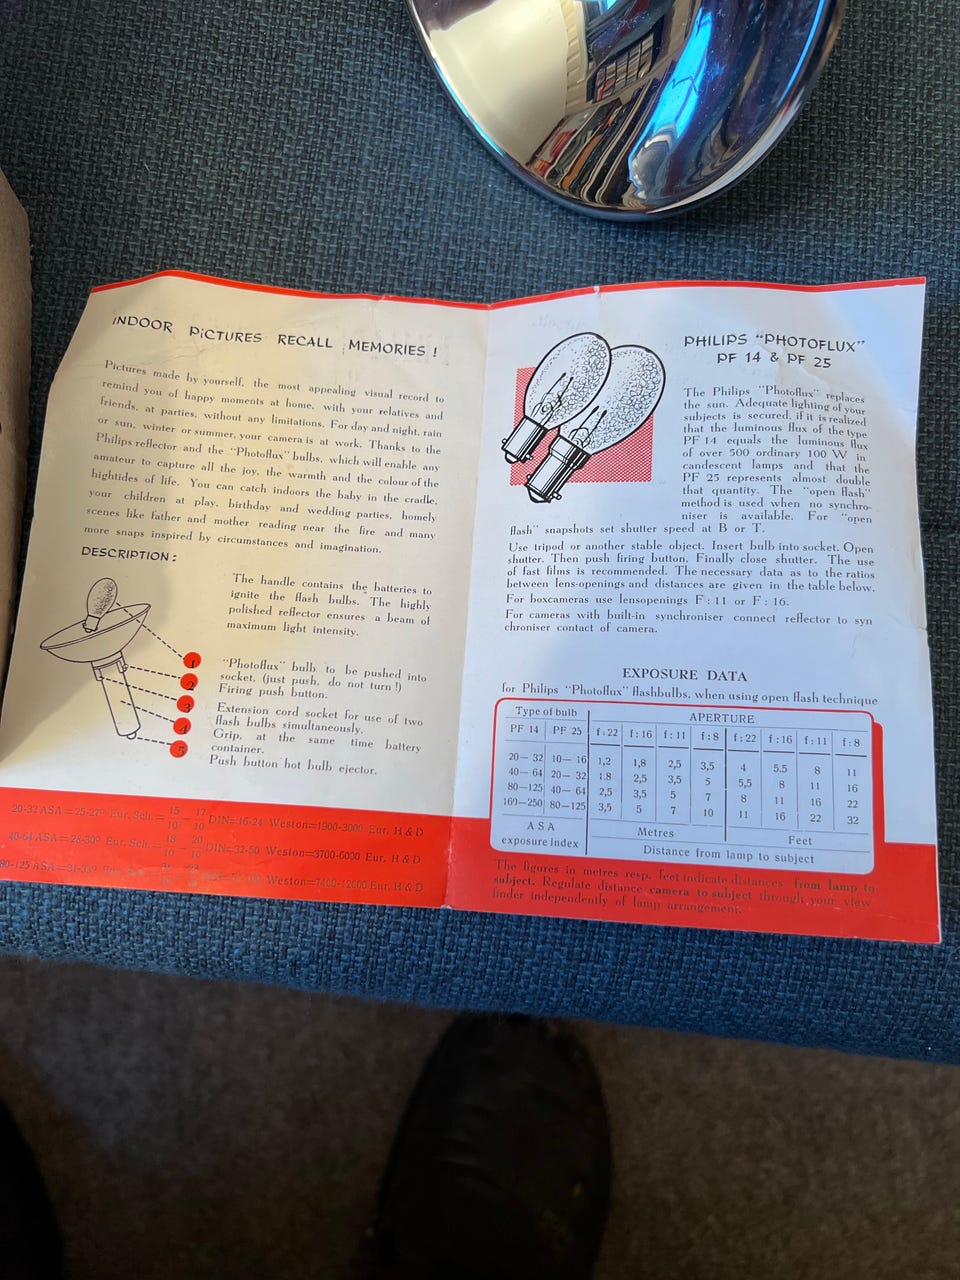 INDOOR PiCTURES RECALL MEMORIES !
Pictures made by yourself, the most appealing visual record to
remind you of happy moments at home, with your relatives and
friends, at parties, without any limitations. For day and night, rain
or sun, winter or summer, your camera is at work. Thanks to the
Philips reflector and the "Photoflux" bulbs, which will enable any
amateur to capture all the joy, the warmth and the colour of the
hightides of life. You can catch indoors the baby in the cradle,
your children at play, birthday and wedding parties, homely
scenes like father and mother reading near the fire and many
more snaps inspired by circumstances and imagination.
DESCRIPTION :
The handle contains the batteries to
ignite the flash bulbs. The highly
polished reflector ensures a beam of
maximum light intensity.
1
"Photoflux" bulb to be pushed into
socket, (just push, do not turn !)
2
Firing push button.
3
Extension cord socket for use of two
flash bulbs simultaneously.
4
Grip, at the same time battery
container.
5
Push button hot bulb ejector.
20-32 ASA=25-27° Eur. Sch.= 15/10 - 17/10 DIN=16-24 Weston=1900-3000 Eur. H & D
40-64 ASA=28-30° Eur. Sch.= 18/10 - 20/10 DIN=32-50 Weston=3700-6000 Eur. H & D
80-125 ASA=31-33° Weston=7400-12000 Eur. H & D
PHILIPS "PHOTOFLUX"
PF 14 & PF 25
The Philips "Photoflux" replaces
the sun. Adequate lighting of your
subjects is secured, if it is realized
that the luminous flux of the type
PF 14 equals the luminous flux
of over 500 ordinary 100 W in
candescent lamps and that the
PF 25 represents almost double
that quantity. The "open flash"
method is used when no synchro-
niser is available. For "open
flash" snapshots set shutter speed at B or T.
Use tripod or another stable object. Insert bulb into socket. Open
shutter. Then push firing button. Finally close shutter. The use
of fast films is recommended. The necessary data as to the ratios
between lens-openings and distances are given in the table below.
For boxcameras use lensopenings F : 11 or F : 16.
For cameras with built-in synchroniser connect reflector to syn
chroniser contact of camera.
EXPOSURE DATA
for Philips "Photoflux" flashbulbs, when using open flash technique
Type of bulb APERTURE
PF 14 PF 25 f : 22 f : 16 f : 11 f : 8 f : 22 f : 16 f : 11 f : 8
20– 32 10– 16 1,2 1,8 2,5 3,5 4 5.5 8 11
40– 64 20– 32 1.8 2,5 3,5 5 5,5 8 11 16
80–125 40– 64 2,5 3,5 5 7 8 11 16 22
160–250 80–125 3,5 5 7 10 11 16 22 32
A S A
exposure index
Metres Feet
Distance from lamp to subject
The figures in metres resp. feet indicate distances from lamp to
subject. Regulate distance camera to subject through your view
finder independently of lamp arrangement.